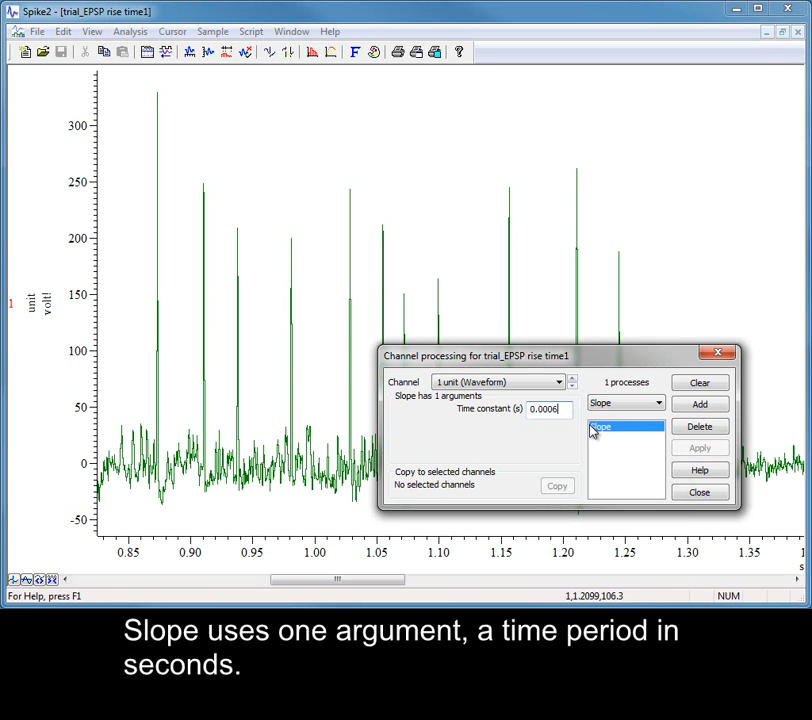 Spike2 - [trial_EPSP rise time1]
File Edit View Analysis Cursor Sample Script Window Help
300
250
200
150
100
50
0
-50
1
unit
volt!
0.85 0.90 0.95 1.00 1.05 1.10 1.15 1.20 1.25 1.30 1.35
s
Channel processing for trial_EPSP rise time1
Channel 1 unit (Waveform) 1 processes Clear
Slope has 1 arguments Slope Add
Time constant (s) 0.0006
Slope Delete
Apply
Copy to selected channels Help
No selected channels Copy Close
For Help, press F1 1,1.2099,106.3 NUM
Slope uses one argument, a time period in
seconds.